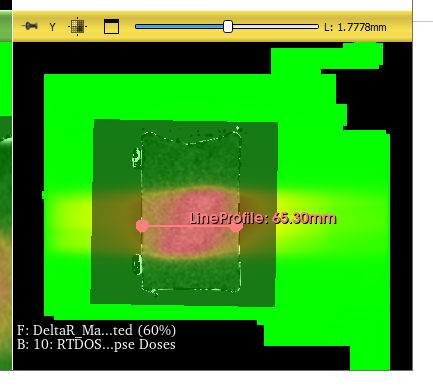 Y
L: 1.7778mm
LineProfile: 65.30mm
F: DeltaR_Ma...ted (60%)
B: 10: RTDOS...pse Doses